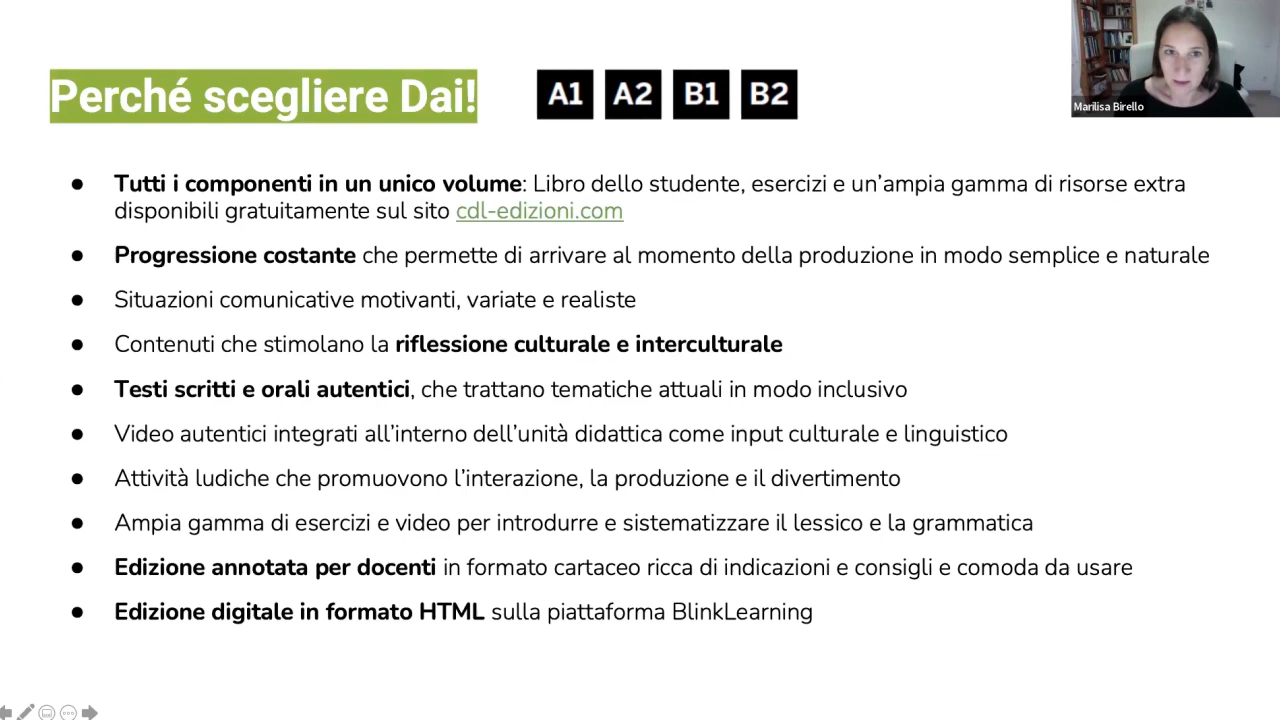 Perché scegliere Dai!
A1 A2 B1 B2
Marilisa Birello
● Tutti i componenti in un unico volume: Libro dello studente, esercizi e un’ampia gamma di risorse extra
disponibili gratuitamente sul sito cdl-edizioni.com
● Progressione costante che permette di arrivare al momento della produzione in modo semplice e naturale
● Situazioni comunicative motivanti, variate e realiste
● Contenuti che stimolano la riflessione culturale e interculturale
● Testi scritti e orali autentici, che trattano tematiche attuali in modo inclusivo
● Video autentici integrati all’interno dell’unità didattica come input culturale e linguistico
● Attività ludiche che promuovono l’interazione, la produzione e il divertimento
● Ampia gamma di esercizi e video per introdurre e sistematizzare il lessico e la grammatica
● Edizione annotata per docenti in formato cartaceo ricca di indicazioni e consigli e comoda da usare
● Edizione digitale in formato HTML sulla piattaforma BlinkLearning